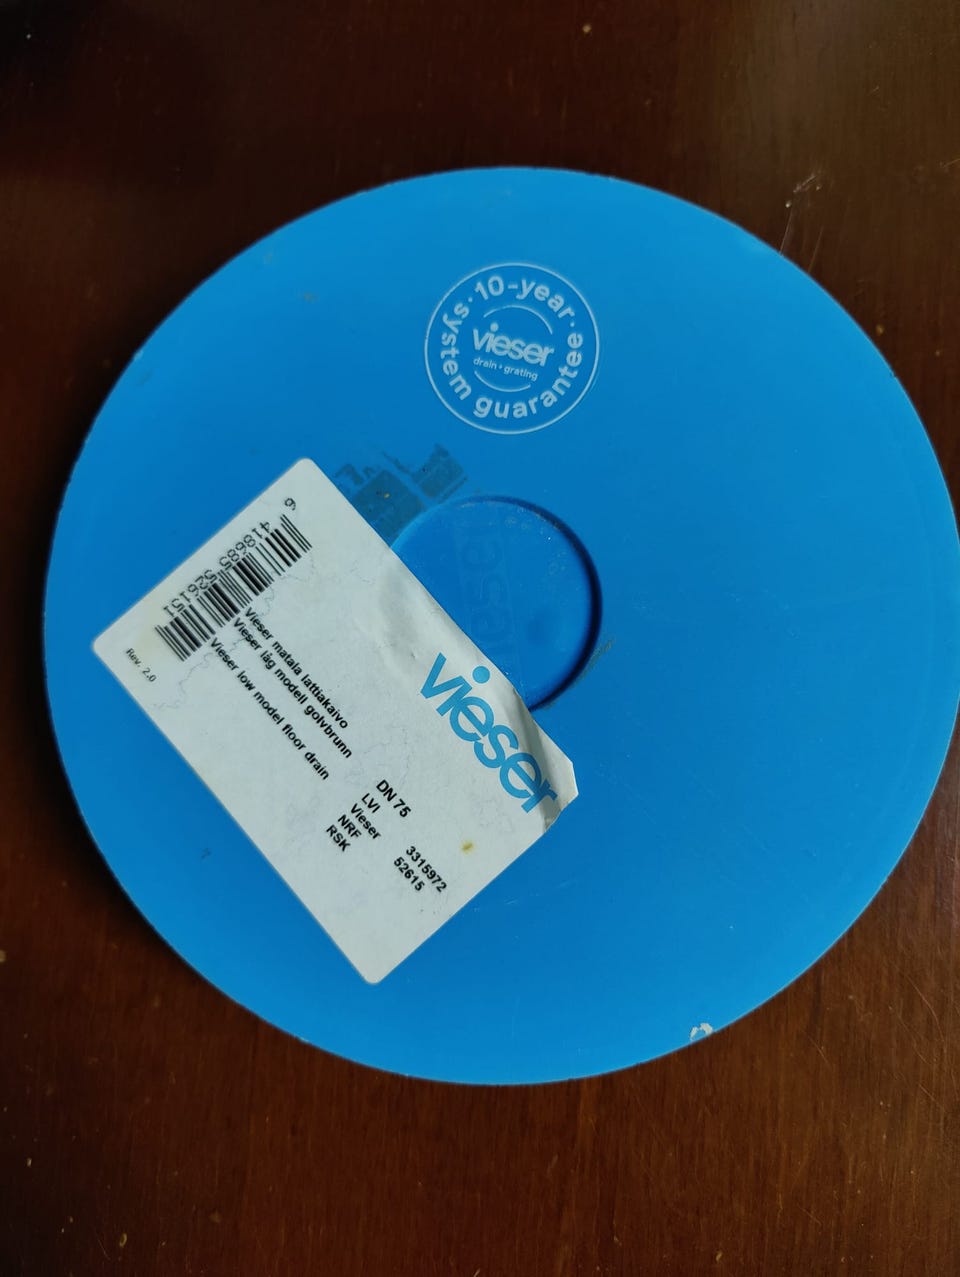 10-year
system guarantee
vieser
drain + grating
vieser
6 418685 526151
Rev. 2.0
Vieser matala lattiakaivo
Vieser låg modell golvbrunn
Vieser low model floor drain
DN 75
LVI 3315972
Vieser 52615
NRF
RSK